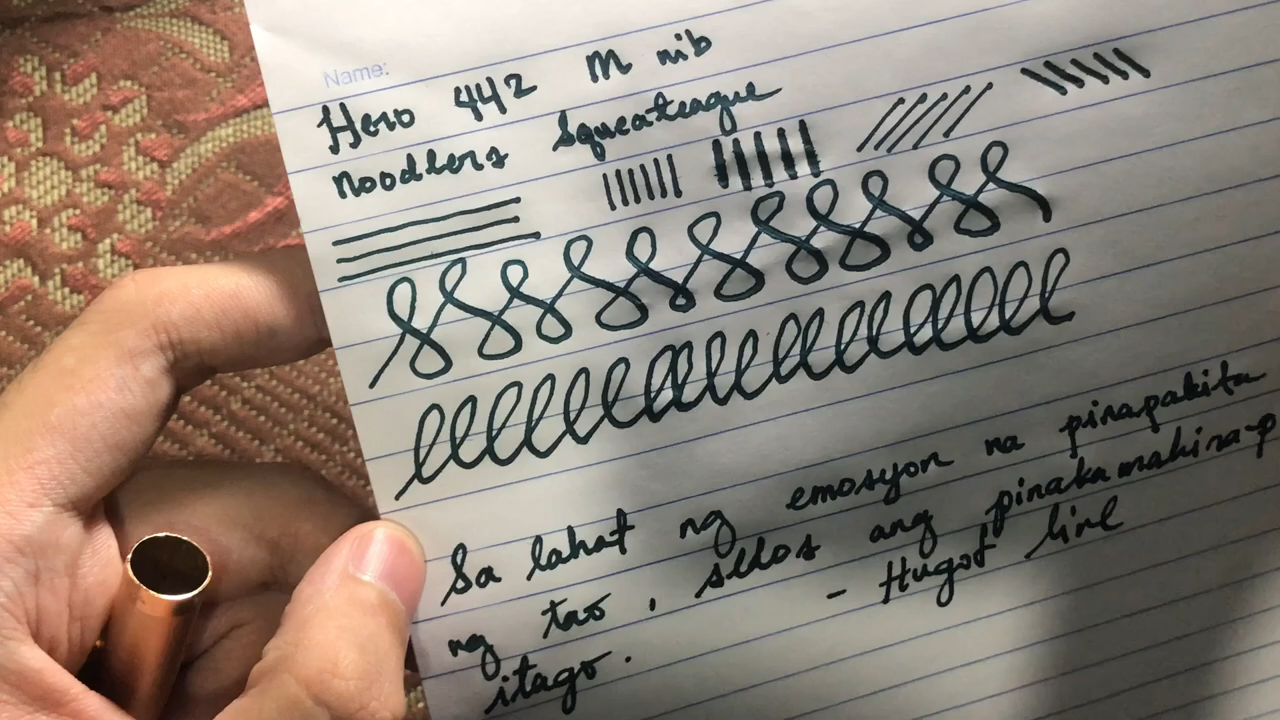 Name:
Hero 442 M nib
Noodlers Squeateague
Sa lahat ng emosyon na pinapakita
ng tao, selos ang pinakamahirap
itago.
- Hugot line